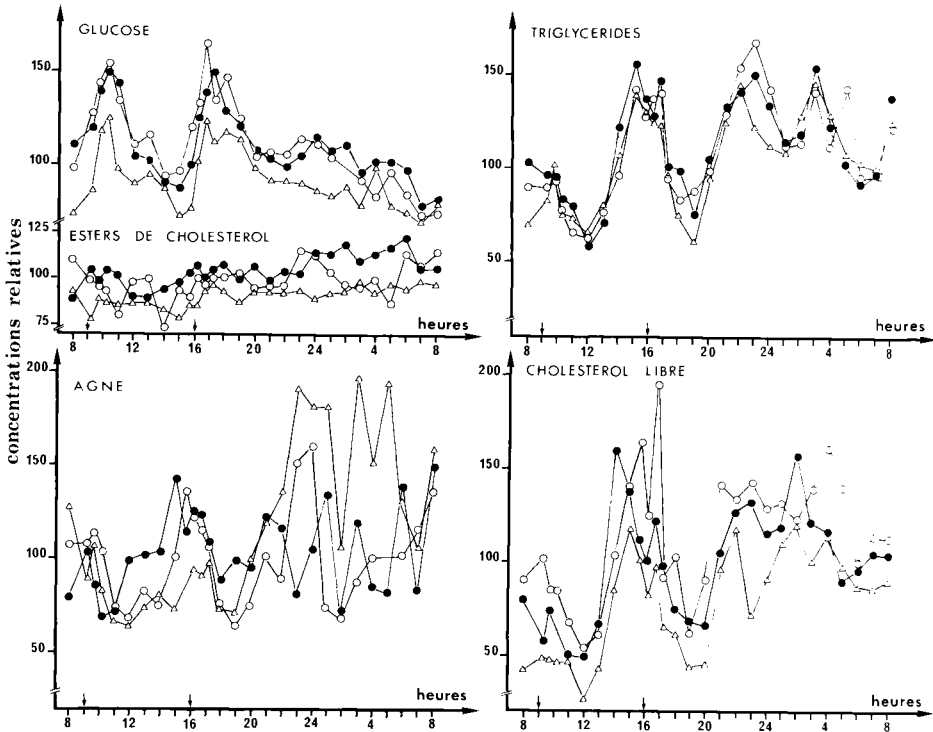 concentrations relatives
GLUCOSE
150
100
125
ESTERS DE CHOLESTEROL
100
75
heures
8 12 16 20 24 4 8
TRIGLYCERIDES
150
100
50
heures
8 12 16 20 24 4 8
AGNE
200
150
100
50
heures
8 12 16 20 24 4 8
CHOLESTEROL LIBRE
200
150
100
50
heures
8 12 16 20 24 4 8